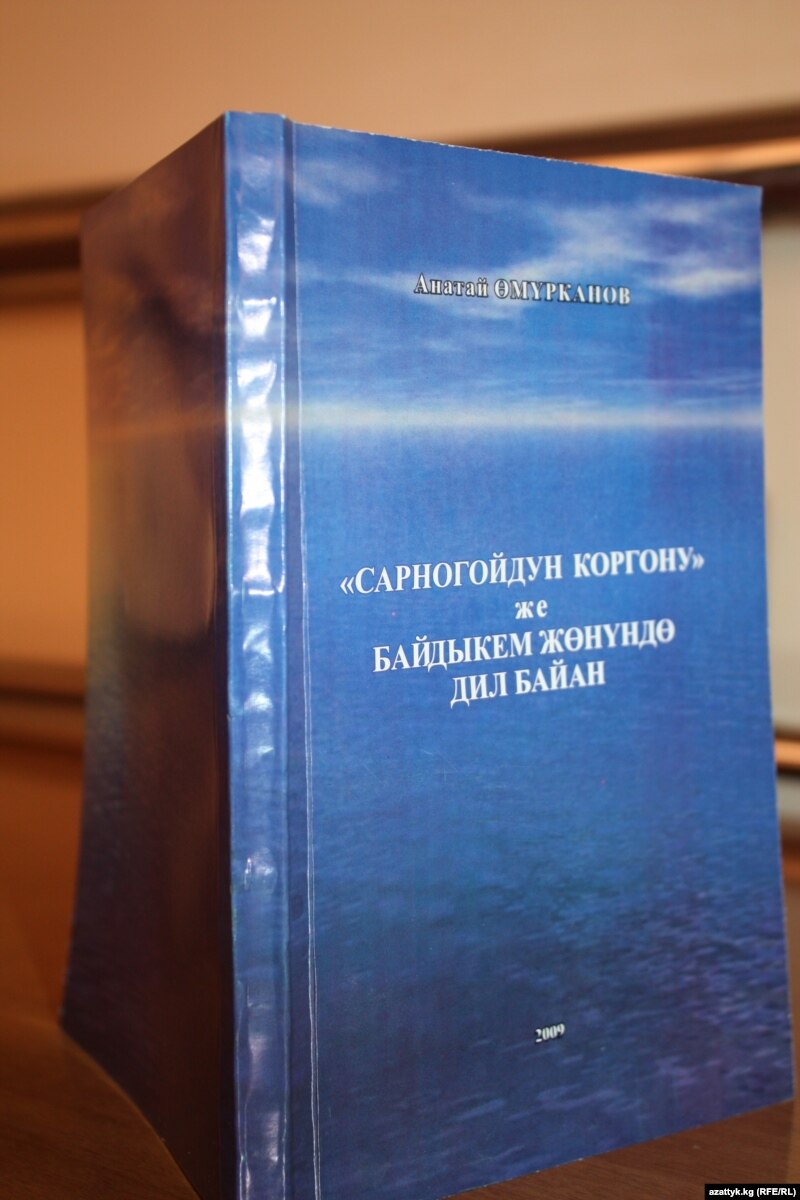 Анатай ӨМҮРКАНОВ
«САРНОГОЙДУН КОРГОНУ»
же
БАЙДЫКЕМ ЖӨНҮНДӨ
ДИЛ БАЙАН
2009
azattyk.kg (RFE/RL)